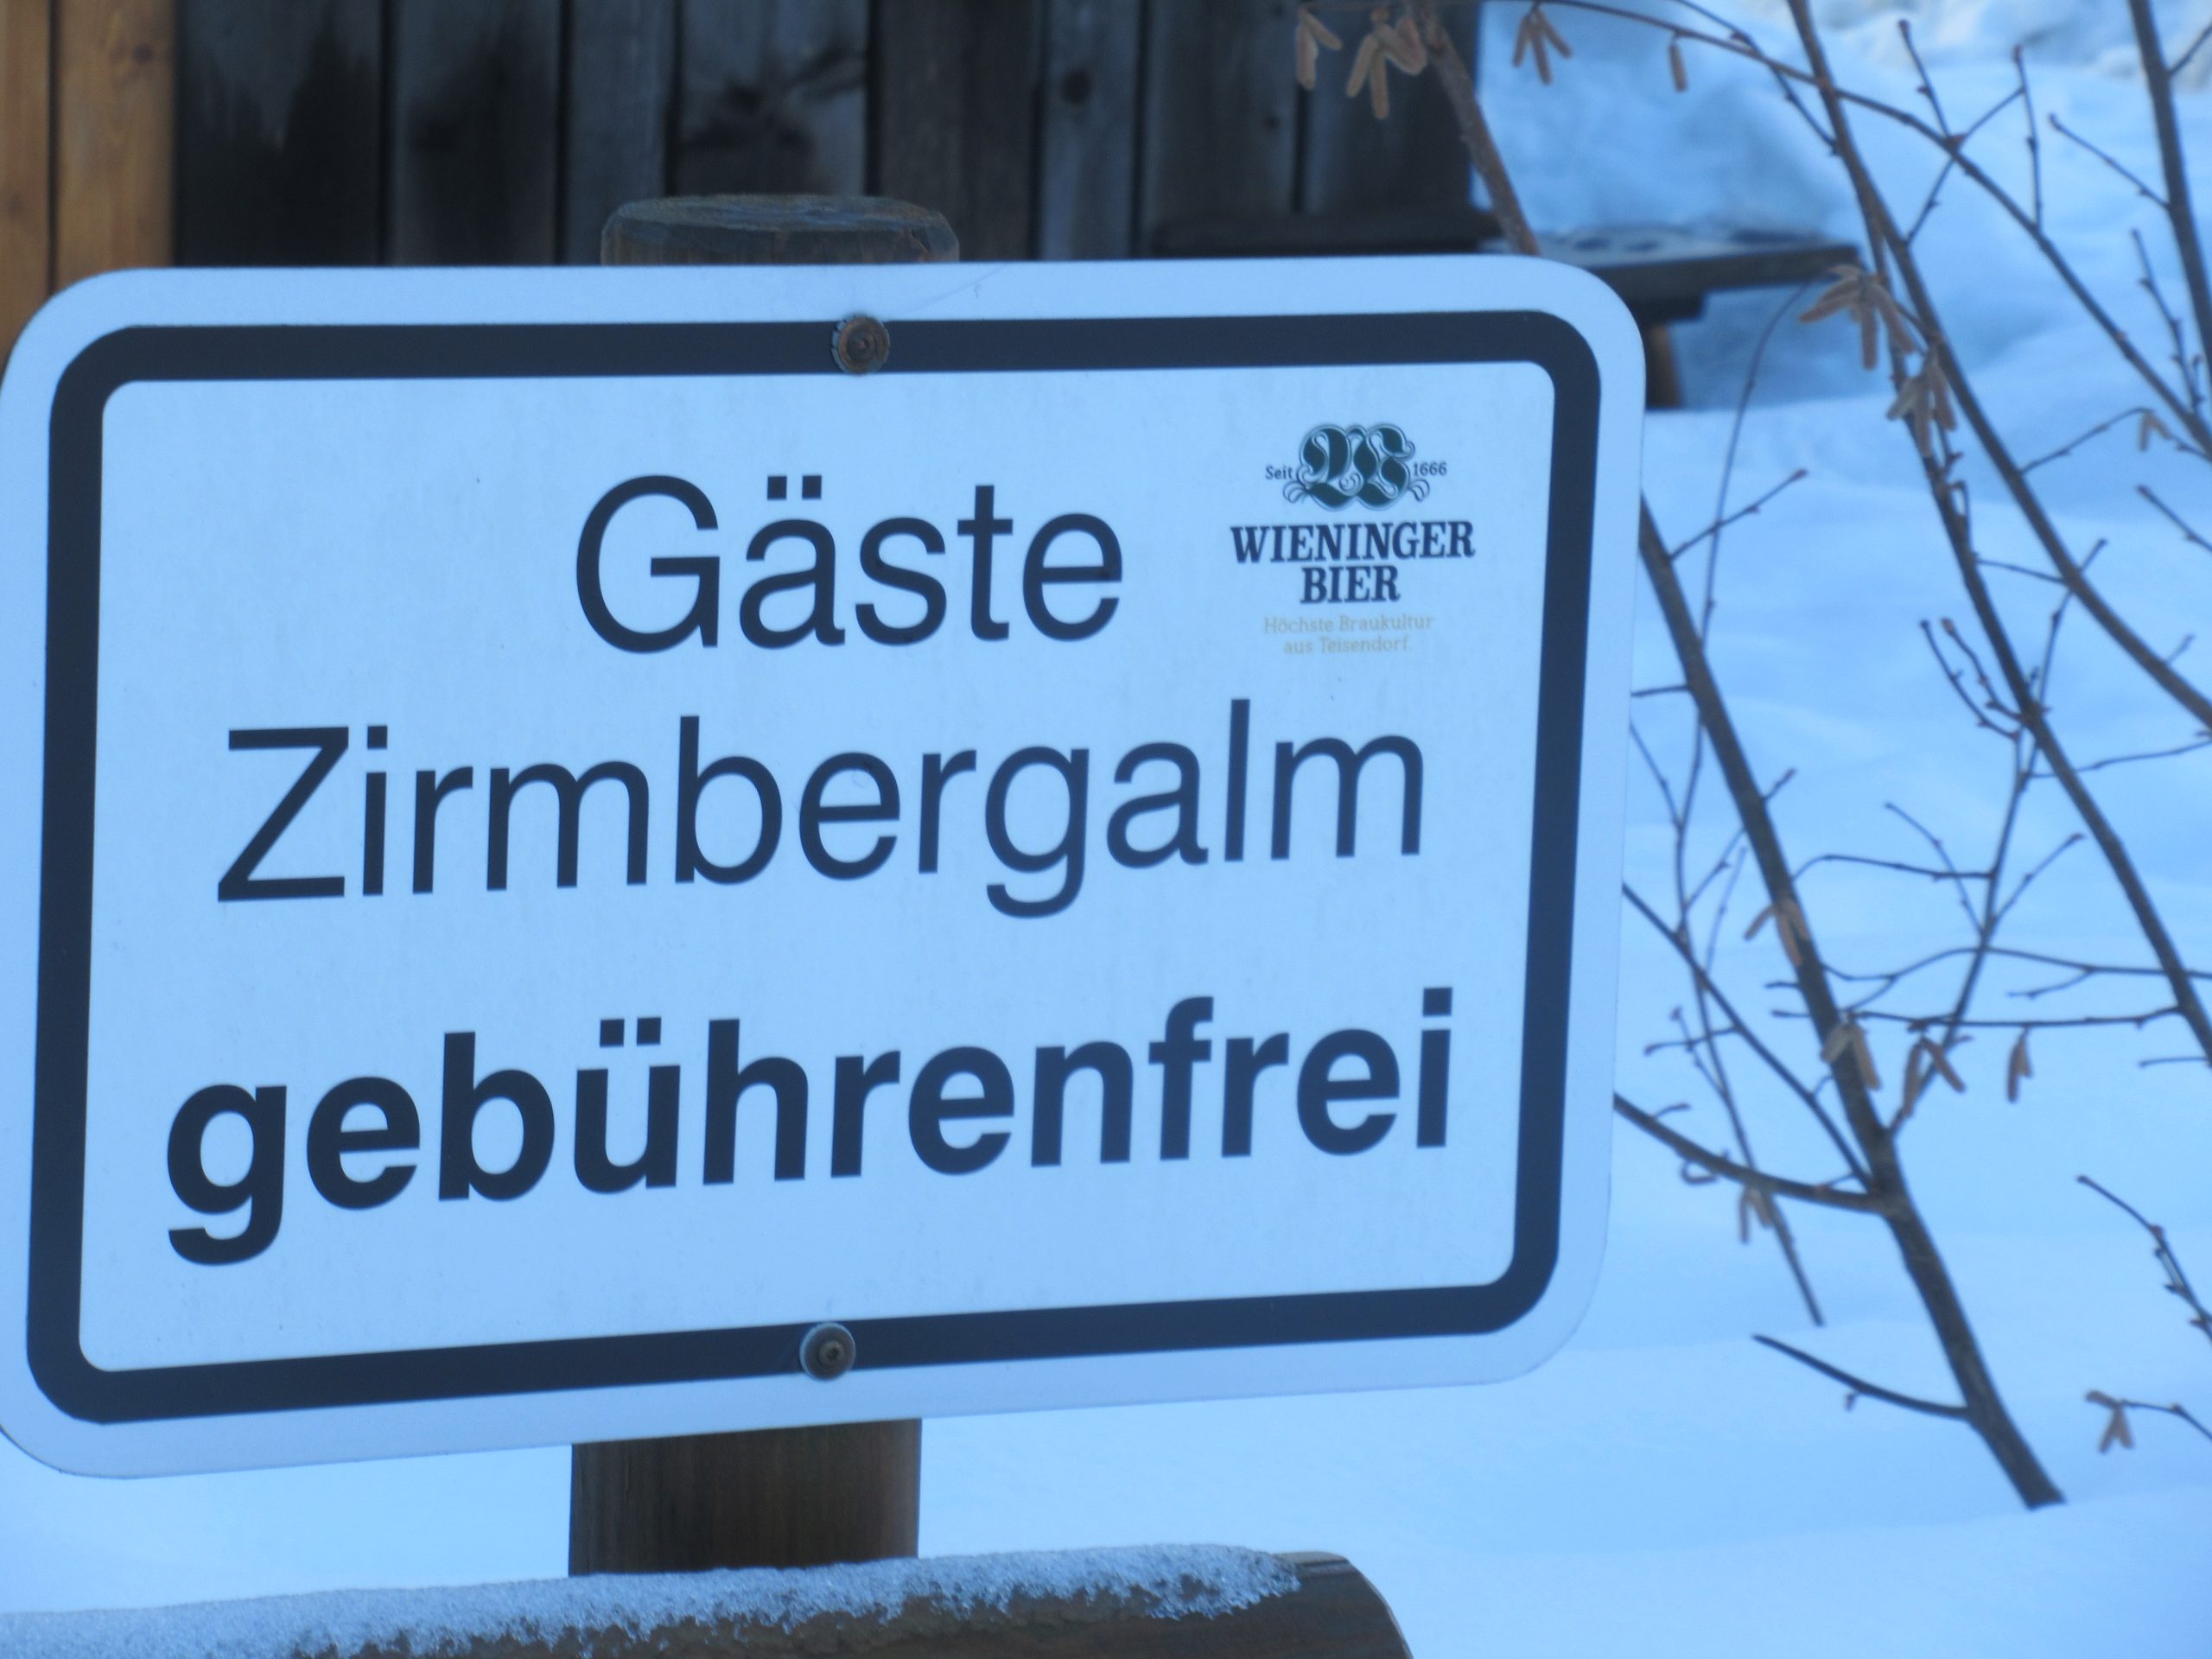 Gäste
Seit 1666
WIENINGER
BIER
Höchste Braukultur
aus Teisendorf.
Zirmbergalm
gebührenfrei